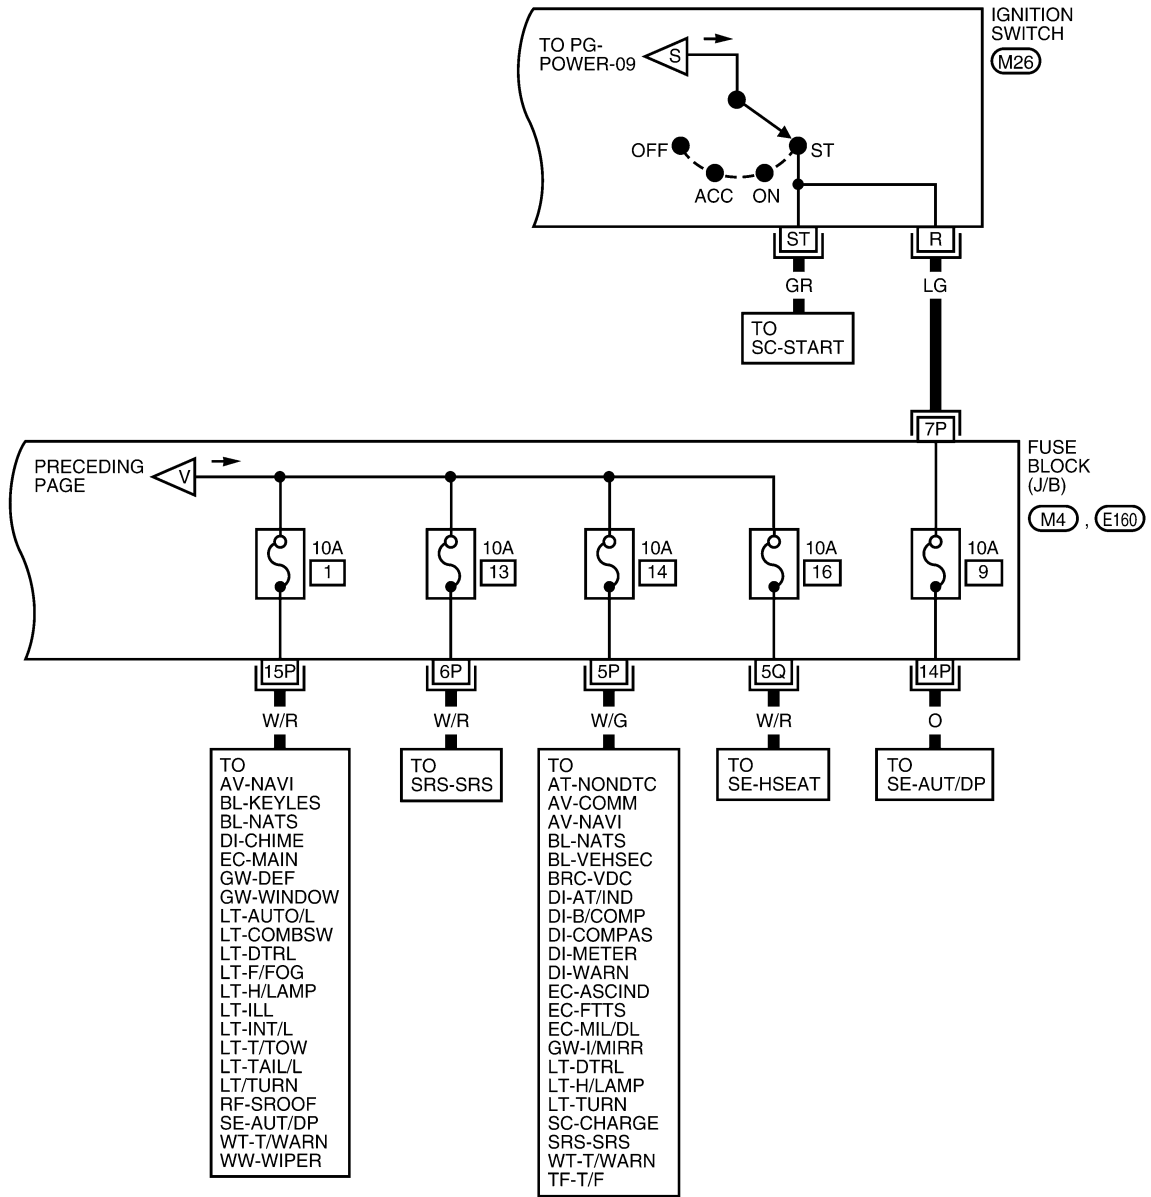 IGNITION
SWITCH
M26
TO PG-
POWER-09
S
OFF
ACC
ON
ST
ST
R
GR
LG
TO
SC-START
7P
FUSE
BLOCK
(J/B)
M4 , E160
PRECEDING
PAGE
V
10A
1
10A
13
10A
14
10A
16
10A
9
15P
6P
5P
5Q
14P
W/R
W/R
W/G
W/R
O
TO
AV-NAVI
BL-KEYLES
BL-NATS
DI-CHIME
EC-MAIN
GW-DEF
GW-WINDOW
LT-AUTO/L
LT-COMBSW
LT-DTRL
LT-F/FOG
LT-H/LAMP
LT-ILL
LT-INT/L
LT-T/TOW
LT-TAIL/L
LT/TURN
RF-SROOF
SE-AUT/DP
WT-T/WARN
WW-WIPER
TO
SRS-SRS
TO
AT-NONDTC
AV-COMM
AV-NAVI
BL-NATS
BL-VEHSEC
BRC-VDC
DI-AT/IND
DI-B/COMP
DI-COMPAS
DI-METER
DI-WARN
EC-ASCIND
EC-FTTS
EC-MIL/DL
GW-I/MIRR
LT-DTRL
LT-H/LAMP
LT-TURN
SC-CHARGE
SRS-SRS
WT-T/WARN
TF-T/F
TO
SE-HSEAT
TO
SE-AUT/DP